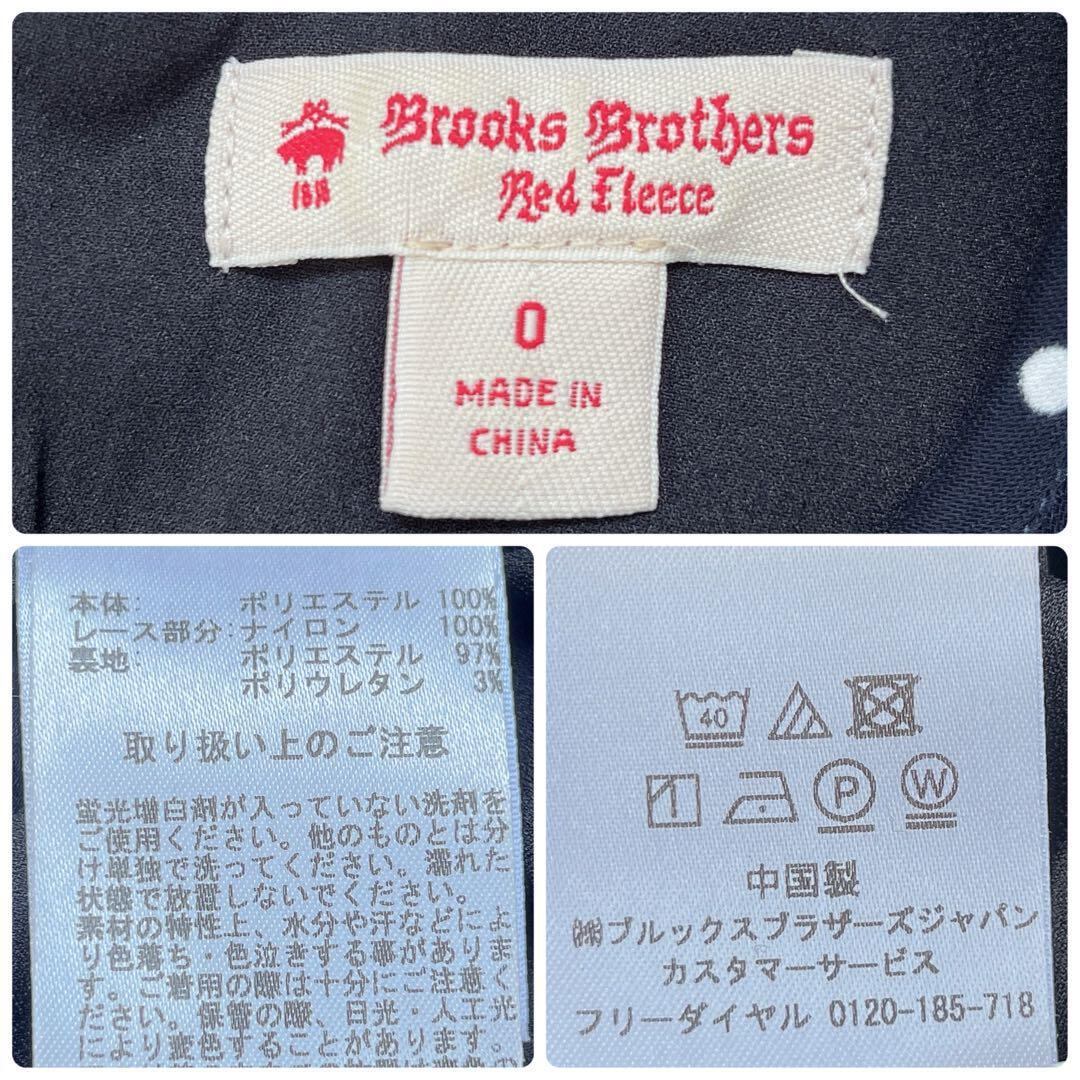 Brooks Brothers
1818
Red Fleece
0
MADE IN
CHINA
本体: ポリエステル 100%
レース部分:ナイロン 100%
裏地: ポリエステル 97%
ポリウレタン 3%
取り扱い上のご注意
蛍光増白剤が入っていない洗剤を
ご使用ください。他のものとは分
け単独で洗ってください。濡れた
状態で放置しないでください。
素材の特性上、水分や汗などによ
り色落ち・色泣きする事がありま
す。ご着用の際は十分にご注意く
ださい。保管の際、日光・人工光
により変色することがあります。
40
P
W
中国製
㈱ブルックスブラザーズジャパン
カスタマーサービス
フリーダイヤル 0120-185-718